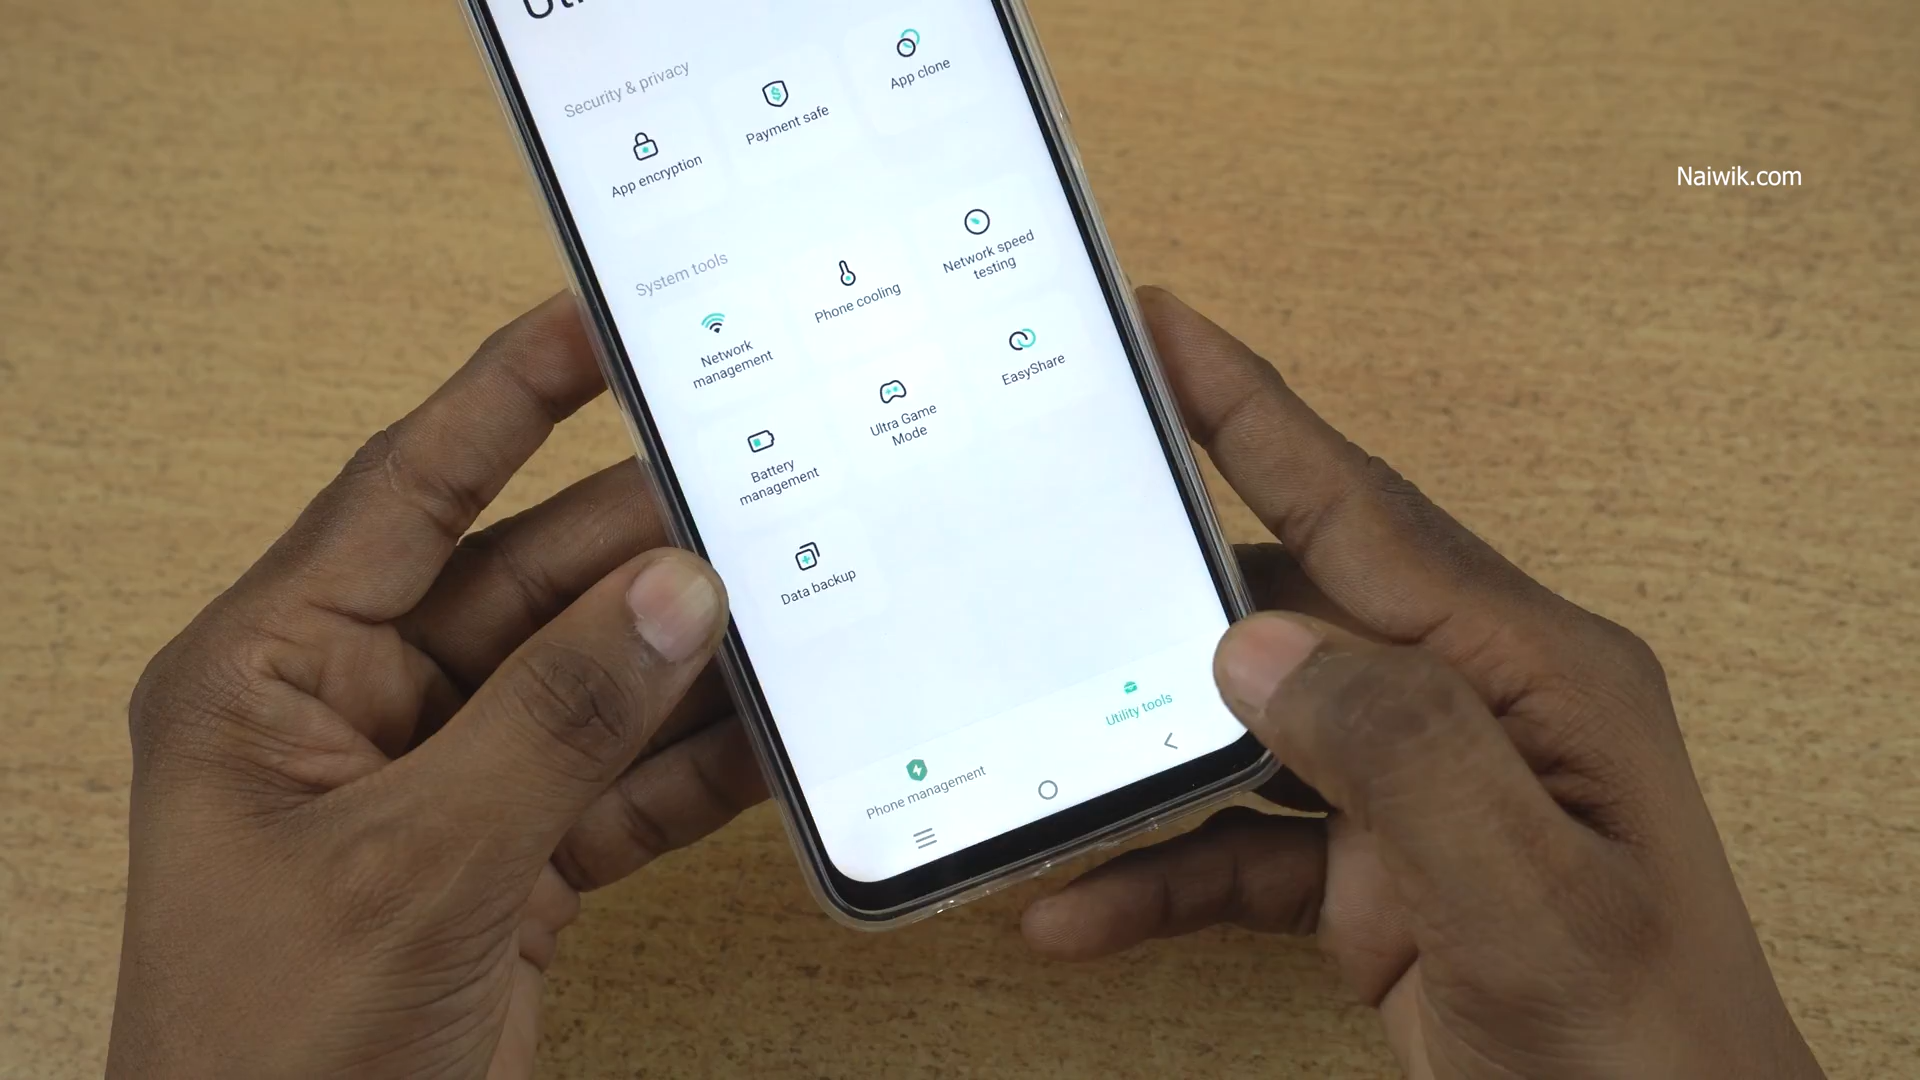 Security & privacy
App encryption
Payment safe
App clone
System tools
Network
management
Phone cooling
Network speed
testing
Battery
management
Ultra Game
Mode
EasyShare
Data backup
Phone management
Utility tools
Naiwik.com